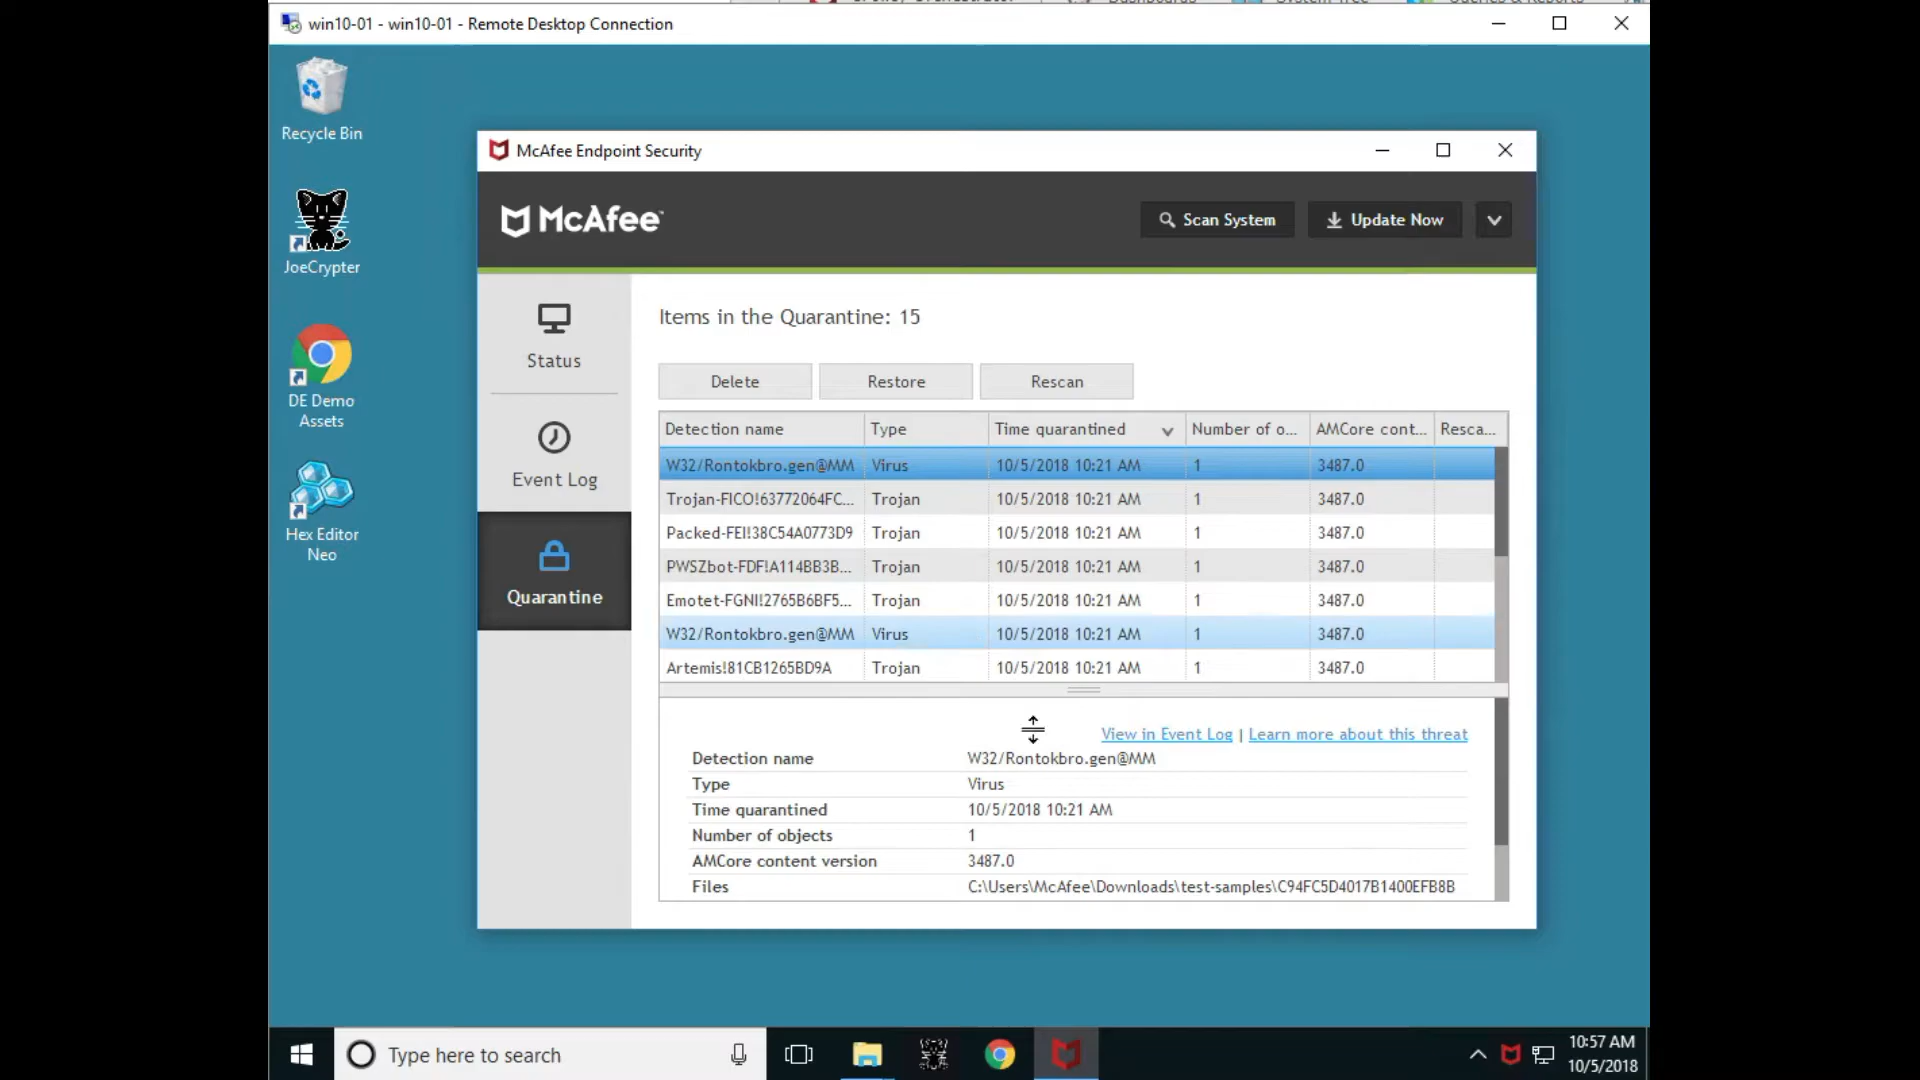 win10-01 - win10-01 - Remote Desktop Connection
Recycle Bin
JoeCrypter
DE Demo
Assets
Hex Editor
Neo
McAfee Endpoint Security
McAfee™
Scan System
Update Now
Status
Event Log
Quarantine
Items in the Quarantine: 15
Delete Restore Rescan
Detection name Type Time quarantined Number of o... AMCore cont... Resca...
W32/Rontokbro.gen@MM Virus 10/5/2018 10:21 AM 1 3487.0
Trojan-FICO!63772064FC... Trojan 10/5/2018 10:21 AM 1 3487.0
Packed-FEI!38C54A0773D9 Trojan 10/5/2018 10:21 AM 1 3487.0
PWSZbot-FDF!A114BB3B... Trojan 10/5/2018 10:21 AM 1 3487.0
Emotet-FGNI!2765B6BF5... Trojan 10/5/2018 10:21 AM 1 3487.0
W32/Rontokbro.gen@MM Virus 10/5/2018 10:21 AM 1 3487.0
Artemis!81CB1265BD9A Trojan 10/5/2018 10:21 AM 1 3487.0
View in Event Log | Learn more about this threat
Detection name W32/Rontokbro.gen@MM
Type Virus
Time quarantined 10/5/2018 10:21 AM
Number of objects 1
AMCore content version 3487.0
Files C:\Users\McAfee\Downloads\test-samples\C94FC5D4017B1400EFB8B
Type here to search
10:57 AM
10/5/2018